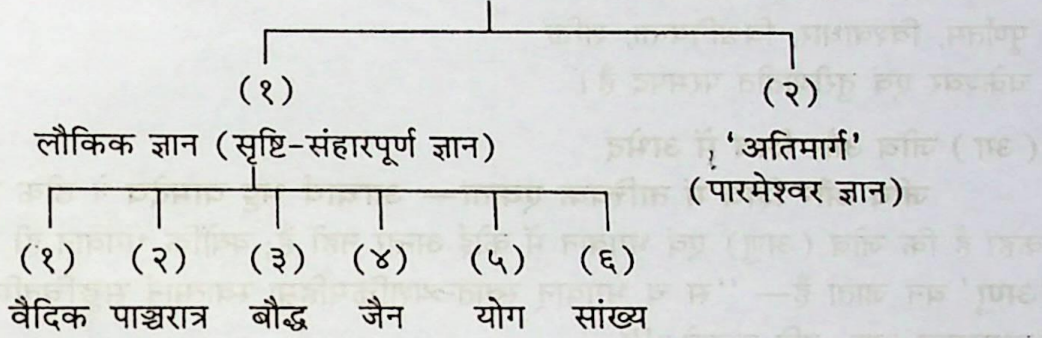 (१) (२)
लौकिक ज्ञान (सृष्टि-संहारपूर्ण ज्ञान) 'अतिमार्ग'
(पारमेश्वर ज्ञान)
(१) (२) (३) (४) (५) (६)
वैदिक पाञ्चरात्र बौद्ध जैन योग सांख्य